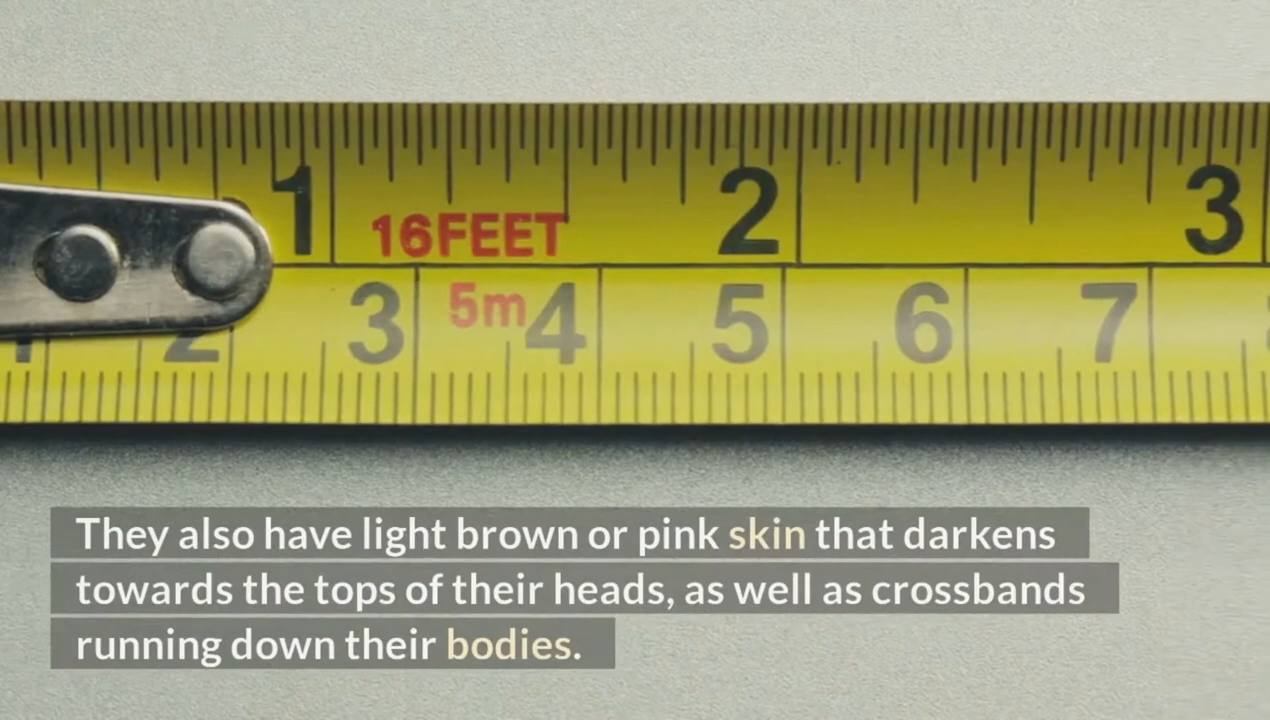 1 2 3
16FEET
5m
2 3 4 5 6 7
They also have light brown or pink skin that darkens
towards the tops of their heads, as well as crossbands
running down their bodies.